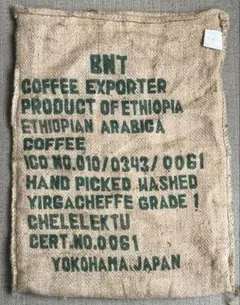 BNT
COFFEE EXPORTER
PRODUCT OF ETHIOPIA
ETHIOPIAN ARABICA
COFFEE
ICO NO.010/0343/0061
HAND PICKED WASHED
YIRGACHEFFE GRADE 1
CHELELEKTU
CERT.NO.0061
YOKOHAMA.JAPAN